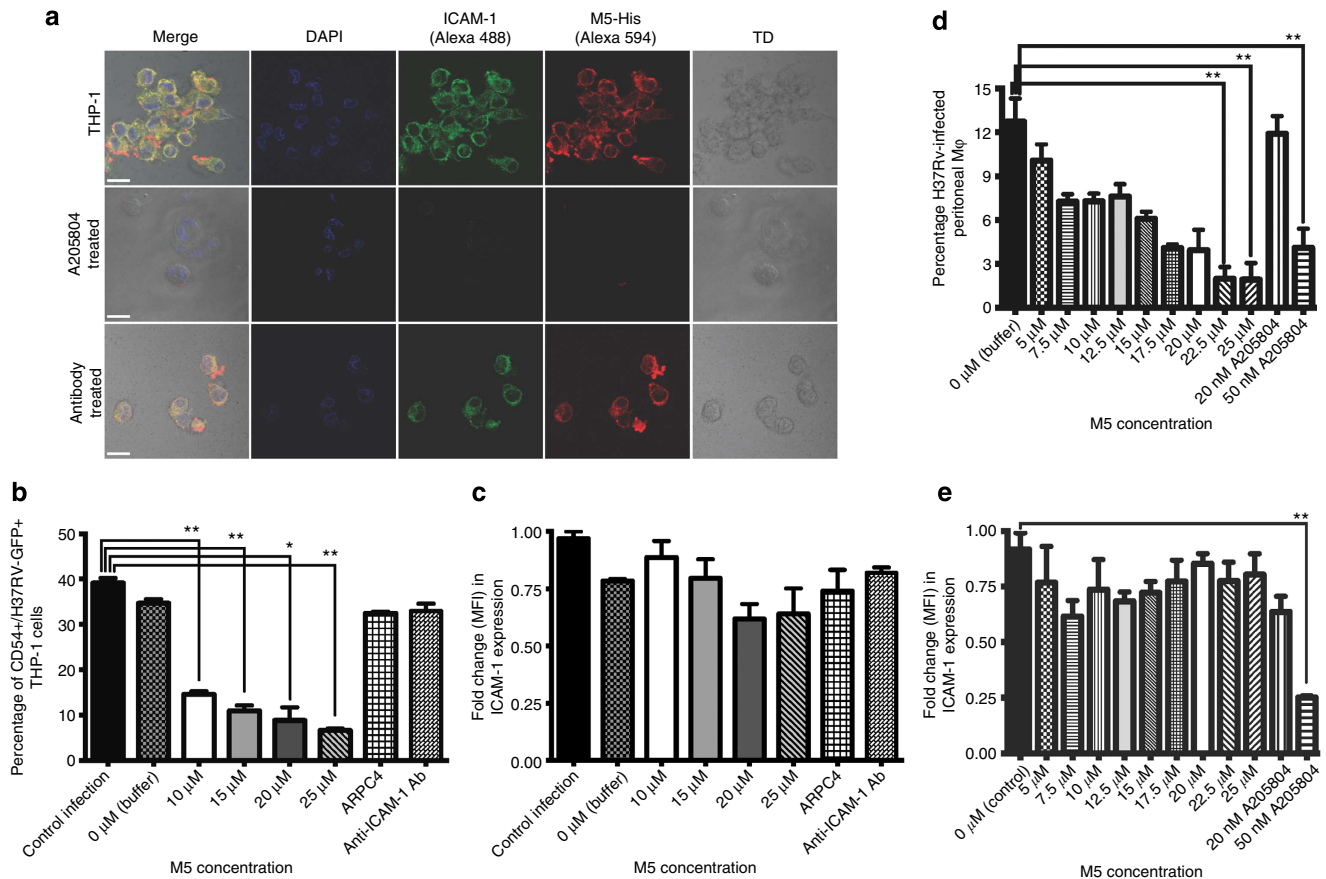 a
Merge
DAPI
ICAM-1
(Alexa 488)
M5-His
(Alexa 594)
TD
THP-1
A205804
treated
Antibody
treated
b
Percentage of CD54+/H37RV-GFP+
THP-1 cells
50
40
30
20
10
0
**
**
*
**
Control infection
0 µM (buffer)
10 µM
15 µM
20 µM
25 µM
ARPC4
Anti-ICAM-1 Ab
M5 concentration
c
Fold change (MFI) in
ICAM-1 expression
1.00
0.75
0.50
0.25
0.00
Control infection
0 µM (buffer)
10 µM
15 µM
20 µM
25 µM
ARPC4
Anti-ICAM-1 Ab
M5 concentration
d
Percentage H37Rv-infected
peritoneal Mφ
15
12
9
6
3
0
**
**
**
0 µM (buffer)
5 µM
7.5 µM
10 µM
12.5 µM
15 µM
17.5 µM
20 µM
22.5 µM
25 µM
20 nM A205804
50 nM A205804
M5 concentration
e
Fold change (MFI) in
ICAM-1 expression
1.00
0.75
0.50
0.25
0.00
**
0 µM (control)
5 µM
7.5 µM
10 µM
12.5 µM
15 µM
17.5 µM
20 µM
22.5 µM
25 µM
20 nM A205804
50 nM A205804
M5 concentration